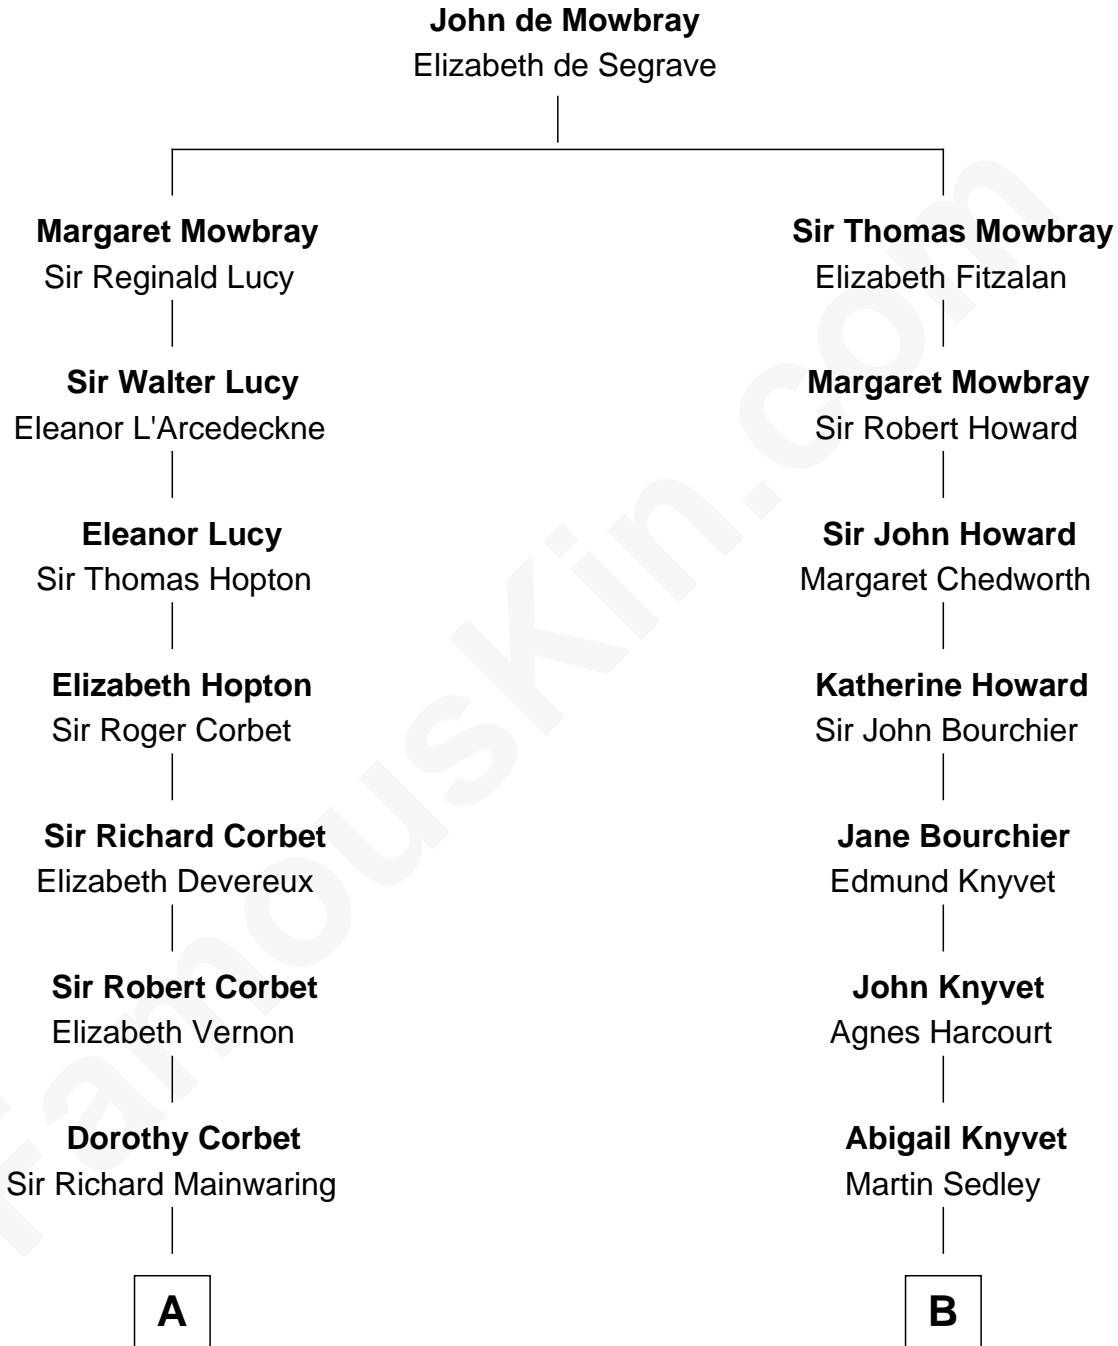 John de Mowbray
Elizabeth de Segrave
Margaret Mowbray
Sir Reginald Lucy
Sir Walter Lucy
Eleanor L'Arcedeckne
Eleanor Lucy
Sir Thomas Hopton
Elizabeth Hopton
Sir Roger Corbet
Sir Richard Corbet
Elizabeth Devereux
Sir Robert Corbet
Elizabeth Vernon
Dorothy Corbet
Sir Richard Mainwaring
A
Sir Thomas Mowbray
Elizabeth Fitzalan
Margaret Mowbray
Sir Robert Howard
Sir John Howard
Margaret Chedworth
Katherine Howard
Sir John Bourchier
Jane Bourchier
Edmund Knyvet
John Knyvet
Agnes Harcourt
Abigail Knyvet
Martin Sedley
B
FamousKin.com